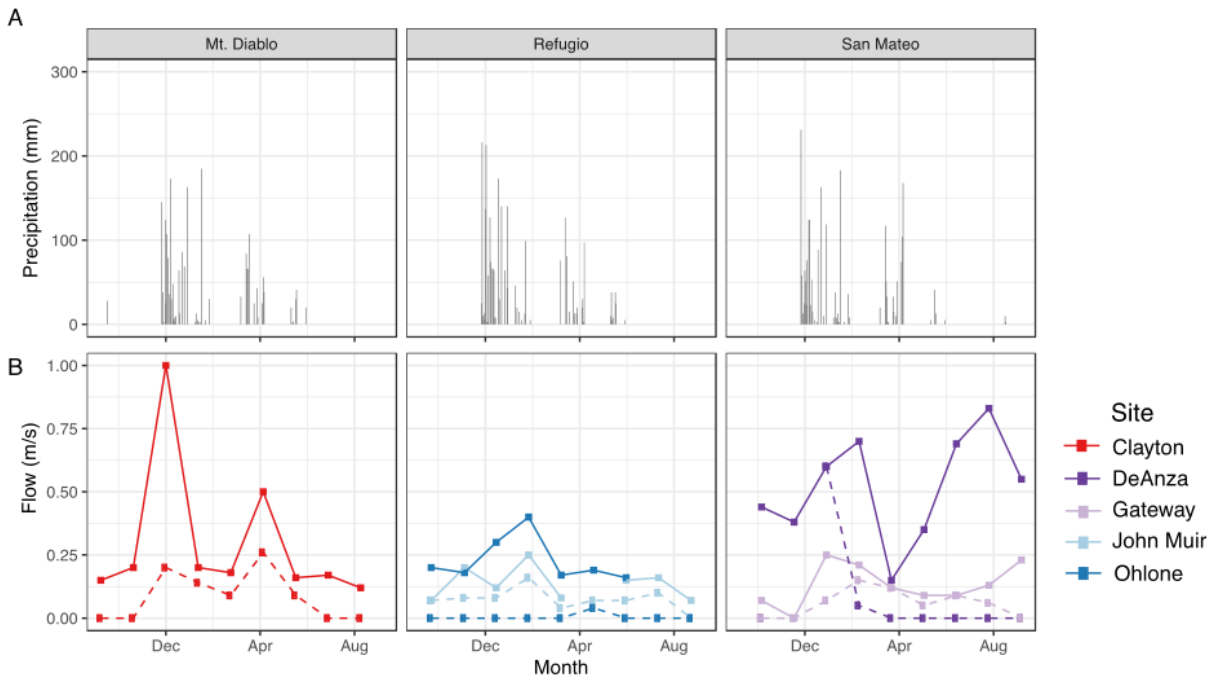 A
Mt. Diablo
Refugio
San Mateo
Precipitation (mm)
300
200
100
0
B
Flow (m/s)
1.00
0.75
0.50
0.25
0.00
Dec Apr Aug
Dec Apr Aug
Dec Apr Aug
Month
Site
Clayton
DeAnza
Gateway
John Muir
Ohlone